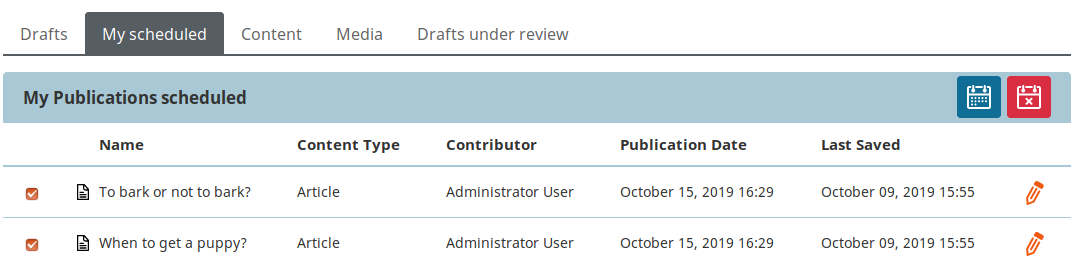 Drafts My scheduled Content Media Drafts under review
My Publications scheduled
Name Content Type Contributor Publication Date Last Saved
To bark or not to bark? Article Administrator User October 15, 2019 16:29 October 09, 2019 15:55
When to get a puppy? Article Administrator User October 15, 2019 16:29 October 09, 2019 15:55